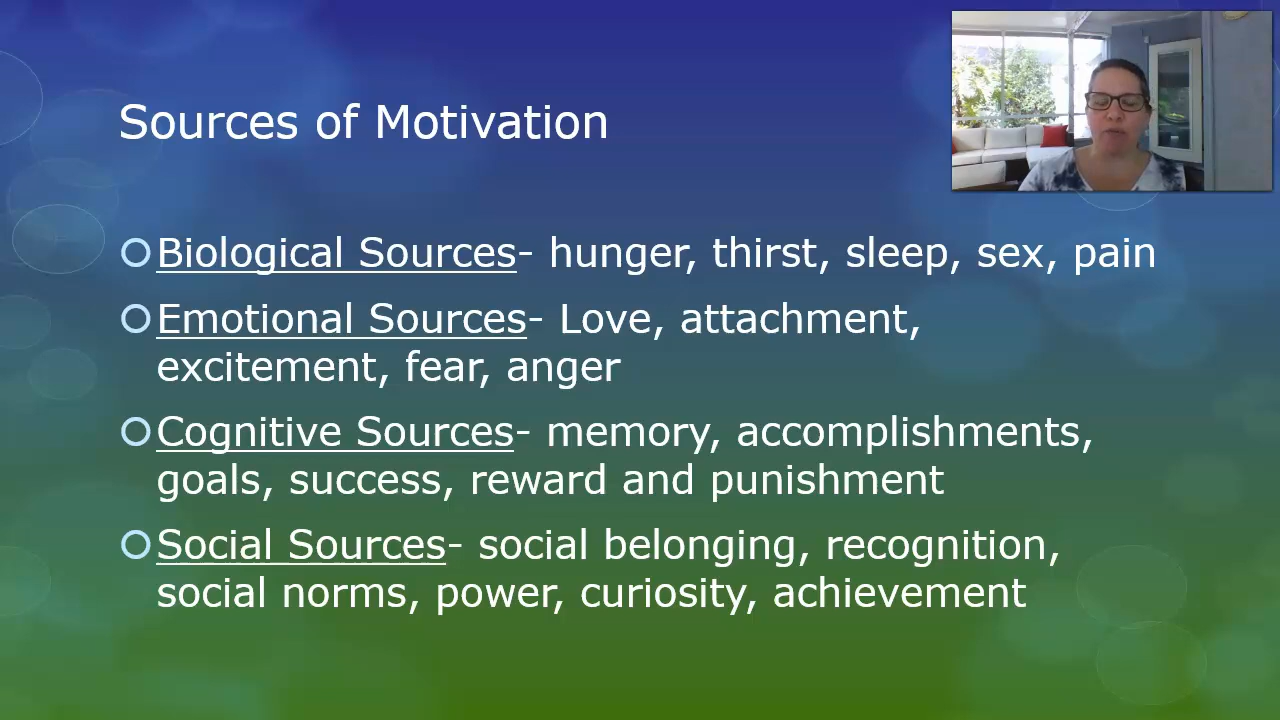 Sources of Motivation
Biological Sources- hunger, thirst, sleep, sex, pain
Emotional Sources- Love, attachment,
excitement, fear, anger
Cognitive Sources- memory, accomplishments,
goals, success, reward and punishment
Social Sources- social belonging, recognition,
social norms, power, curiosity, achievement